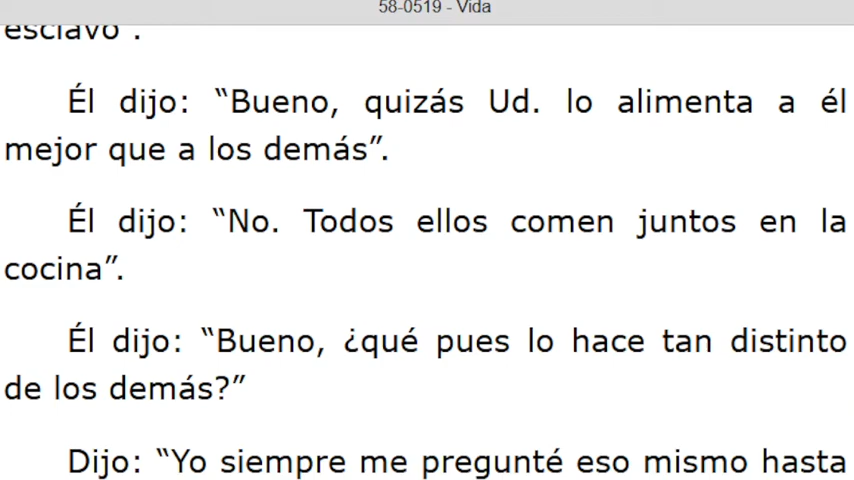 58-0519 - Vida
esclavo".
Él dijo: “Bueno, quizás Ud. lo alimenta a él
mejor que a los demás”.
Él dijo: “No. Todos ellos comen juntos en la
cocina”.
Él dijo: “Bueno, ¿qué pues lo hace tan distinto
de los demás?”
Dijo: “Yo siempre me pregunté eso mismo hasta